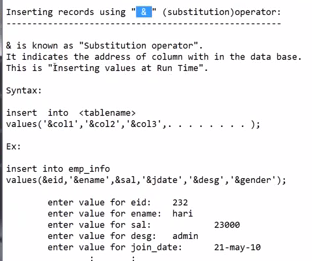 Inserting records using " & " (substitution)operator:
-----------------------------------------------------
& is known as "Substitution operator".
It indicates the address of column with in the data base.
This is "Inserting values at Run Time".
Syntax:
insert into <tablename>
values('&col1','&col2','&col3',. . . . . . . . );
Ex:
insert into emp_info
values(&eid,'&ename',&sal,'&jdate','&desg','&gender');
enter value for eid: 232
enter value for ename: hari
enter value for sal: 23000
enter value for desg: admin
enter value for join_date: 21-may-10
: :